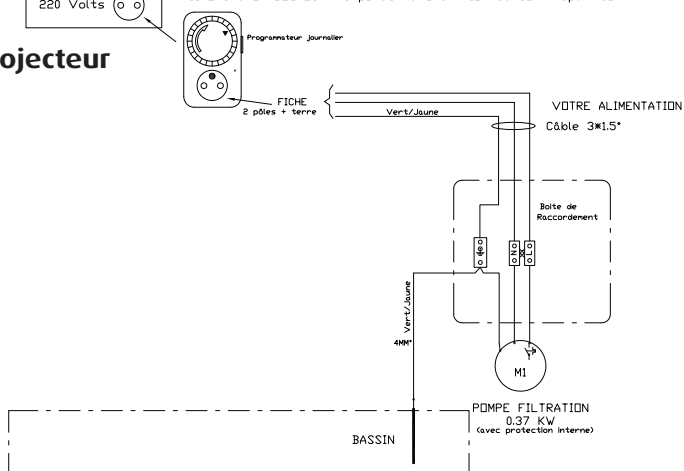 220 Volts
ojecteur
Programmateur journalier
FICHE
2 pôles + terre
Vert/Jaune
VOTRE ALIMENTATION
Câble 3*1.5°
Boite de
Raccordement
N
L
Vert/Jaune
4MM²
M1
POMPE FILTRATION
0.37 KW
(avec protection interne)
BASSIN